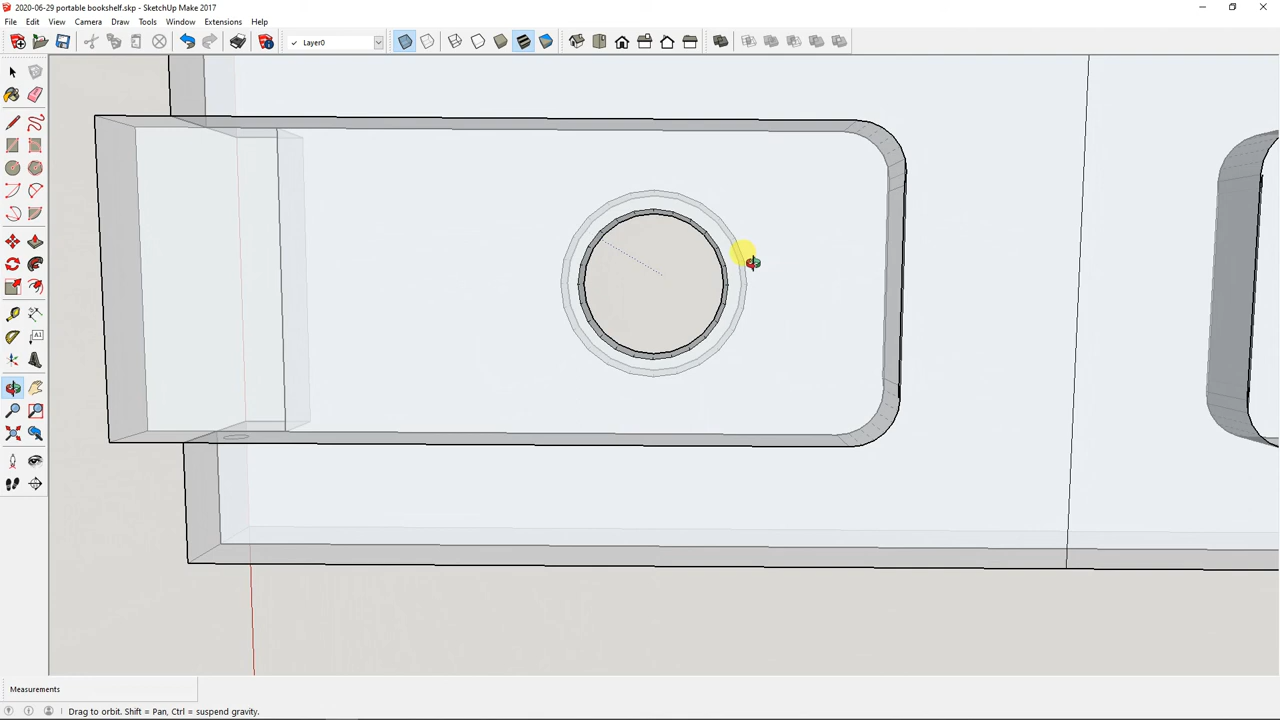 2020-06-29 portable bookshelf.skp - SketchUp Make 2017
File Edit View Camera Draw Tools Window Extensions Help
Layer0
AI
Measurements
Drag to orbit. Shift = Pan, Ctrl = suspend gravity.